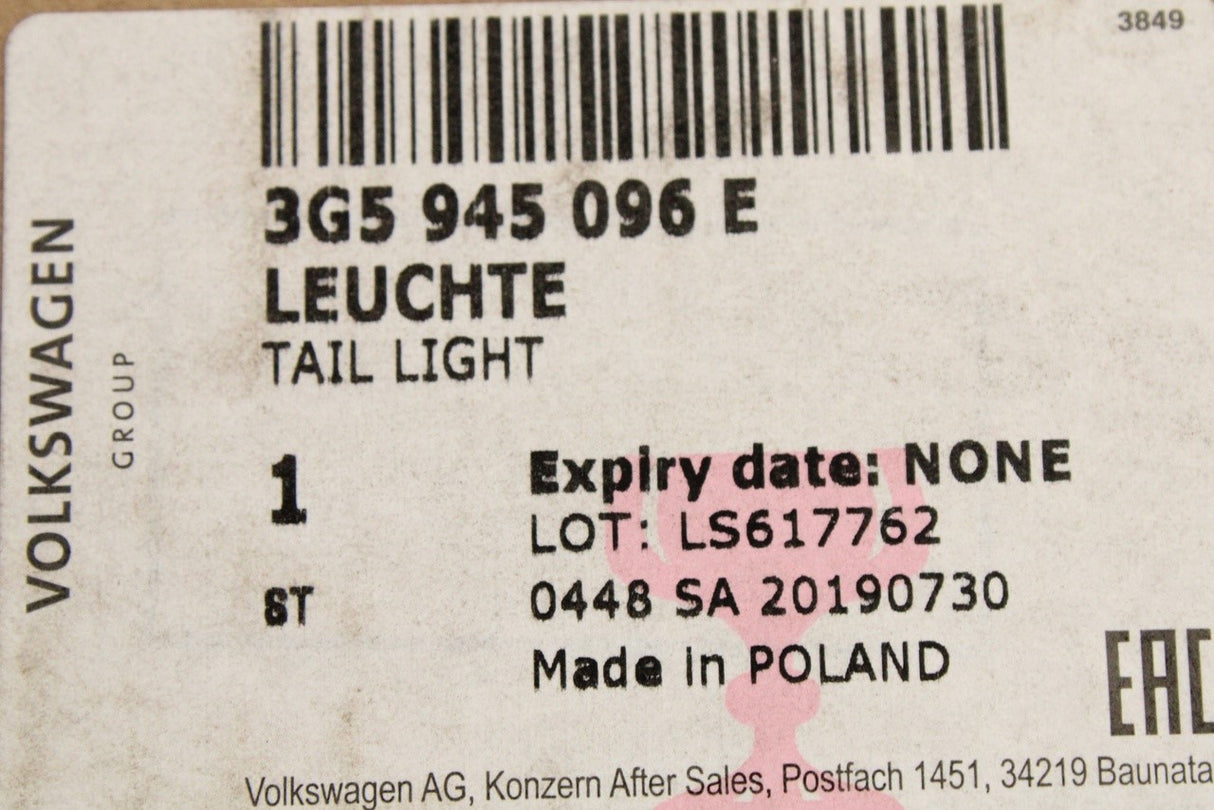 3849
3G5 945 096 E
LEUCHTE
TAIL LIGHT
VOLKSWAGEN
GROUP
1
Expiry date: NONE
LOT: LS617762
ST
0448 SA 20190730
Made in POLAND
EAC
Volkswagen AG, Konzern After Sales, Postfach 1451, 34219 Baunata